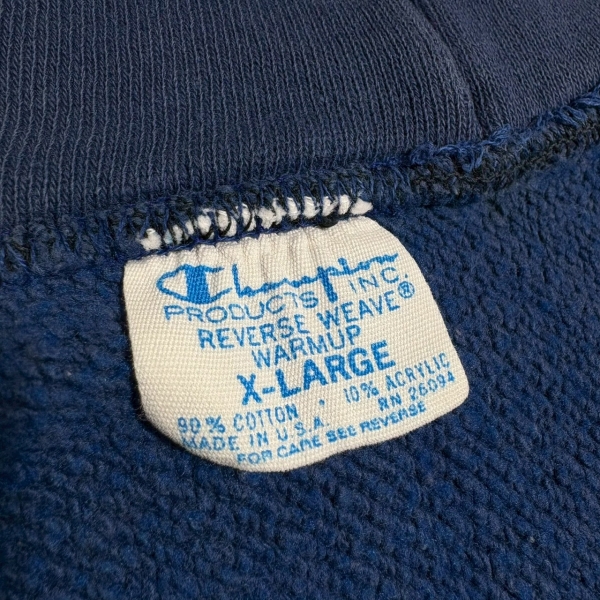 Champion
PRODUCTS INC.
REVERSE WEAVE®
WARMUP
X-LARGE
90% COTTON · 10% ACRYLIC
MADE IN U.S.A. RN 26094
FOR CARE SEE REVERSE